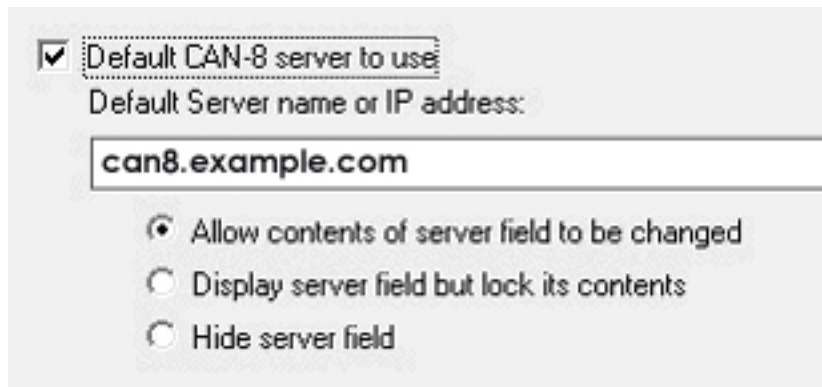 Default CAN-8 server to use
Default Server name or IP address:
can8.example.com
Allow contents of server field to be changed
Display server field but lock its contents
Hide server field